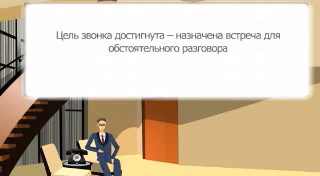 Цель звонка достигнута – назначена встреча для
обстоятельного разговора